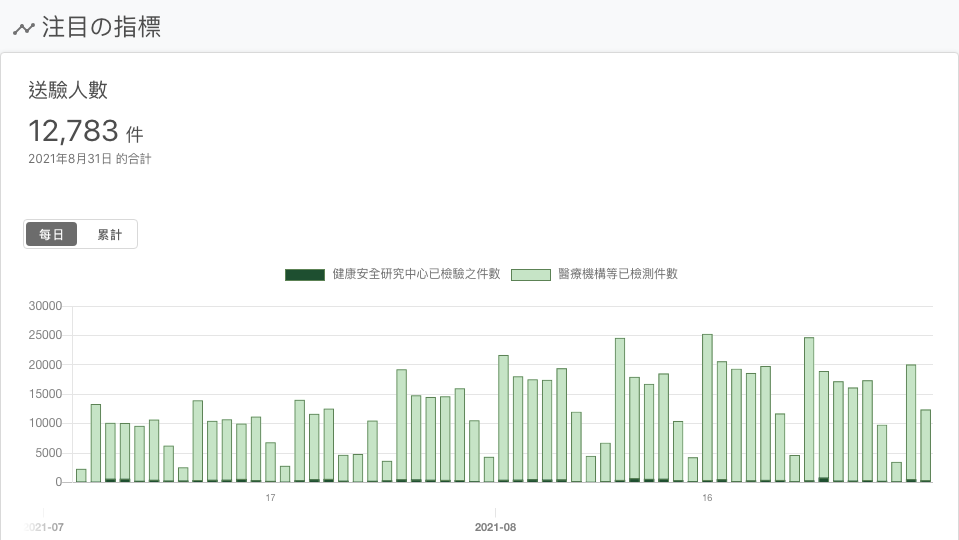 注目の指標
送驗人數
12,783 件
2021年8月31日 的合計
每日 累計
健康安全研究中心已檢驗之件數 醫療機構等已檢測件數
30000
25000
20000
15000
10000
5000
0
17 16
2021-07 2021-08